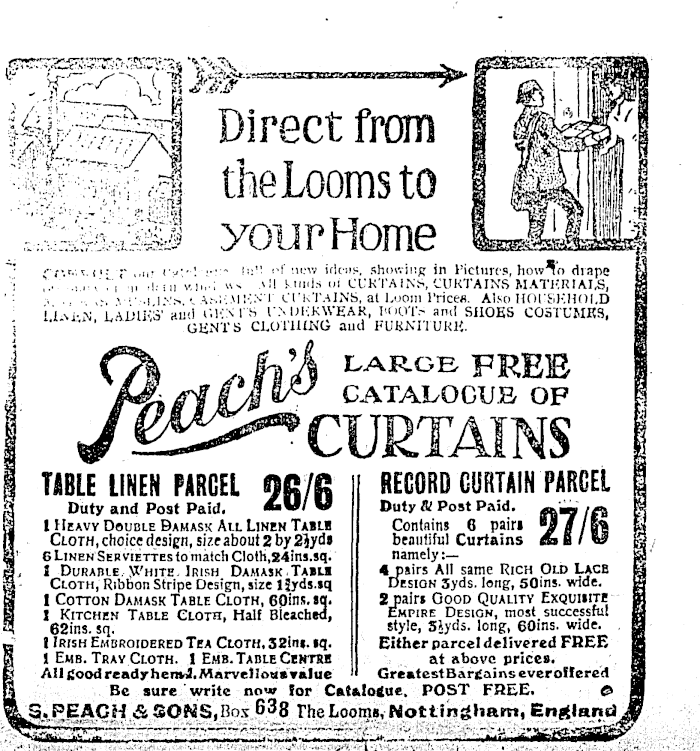 Direct from
the Looms to
your Home
CONSULT our Catalogue, full of new ideas, showing in Pictures, how to drape
All kinds of CURTAINS, CURTAINS MATERIALS,
MUSLINS, CASEMENT CURTAINS, at Loom Prices. Also HOUSEHOLD
LINEN, LADIES' and GENT'S UNDERWEAR, BOOTS and SHOES COSTUMES,
GENT'S CLOTHING and FURNITURE.
Peach's LARGE FREE
CATALOGUE OF
CURTAINS
TABLE LINEN PARCEL 26/6
Duty and Post Paid.
1 HEAVY DOUBLE DAMASK ALL LINEN TABLE
CLOTH, choice design, size about 2 by 2½yds
6 LINEN SERVIETTES to match Cloth, 24ins. sq.
1 DURABLE WHITE IRISH DAMASK TABLE
CLOTH, Ribbon Stripe Design, size yds.sq
1 COTTON DAMASK TABLE CLOTH, 60ins. sq.
1 KITCHEN TABLE CLOTH, Half Bleached,
62ins. sq.
1 IRISH EMBROIDERED TEA CLOTH, 32ins. sq.
1 EMB. TRAY CLOTH. 1 EMB. TABLE CENTRE
All good ready hem'd. Marvellous value
RECORD CURTAIN PARCEL
Duty & Post Paid. 27/6
Contains 6 pairs
beautiful Curtains
namely:—
4 pairs All same RICH OLD LACE
DESIGN 3yds. long, 50ins. wide.
2 pairs GOOD QUALITY EXQUISITE
EMPIRE DESIGN, most successful
style, 3½yds. long, 60ins. wide.
Either parcel delivered FREE
at above prices.
Greatest Bargains ever offered
Be sure write now for Catalogue, POST FREE.
S. PEACH & SONS, Box 638 The Looms, Nottingham, England